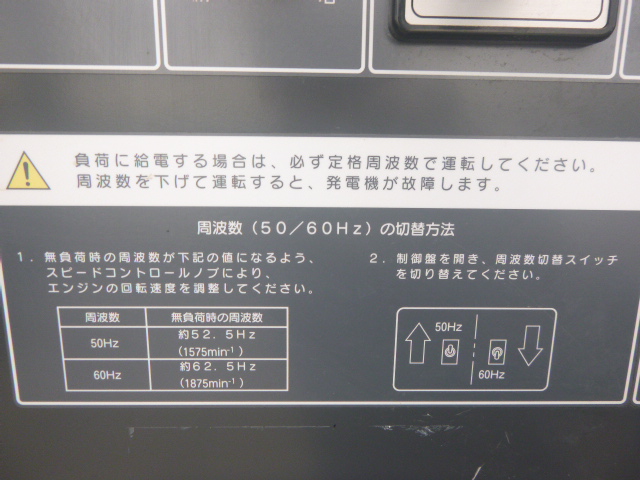 負荷に給電する場合は、必ず定格周波数で運転してください。
周波数を下げて運転すると、発電機が故障します。
周波数（50／60Hz）の切替方法
1．無負荷時の周波数が下記の値になるよう、
スピードコントロールノブにより、
エンジンの回転速度を調整してください。
周波数 無負荷時の周波数
50Hz 約52.5Hz
(1575min⁻¹)
60Hz 約62.5Hz
(1875min⁻¹)
2．制御盤を開き、周波数切替スイッチ
を切り替えてください。
50Hz
60Hz